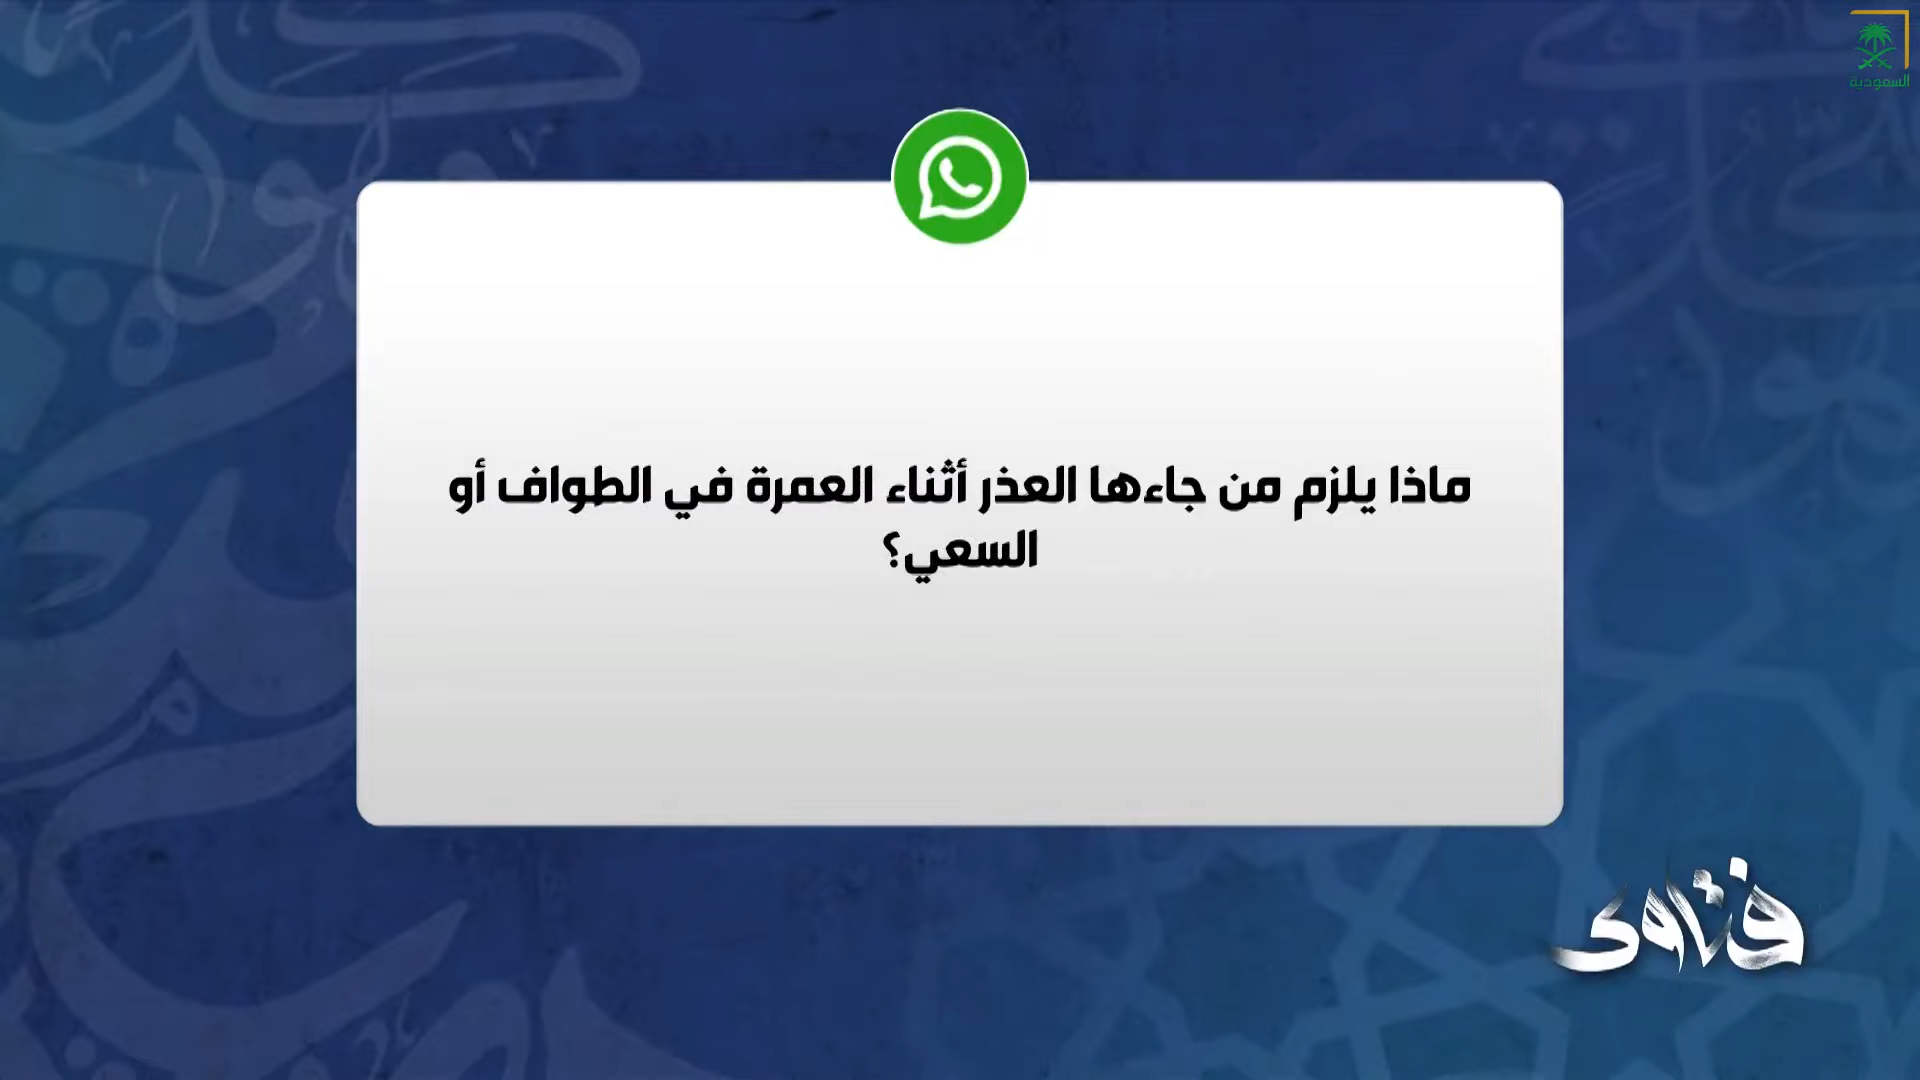 السعودية
ماذا يلزم من جاءها العذر أثناء العمرة في الطواف أو
السعي؟
فتاوى